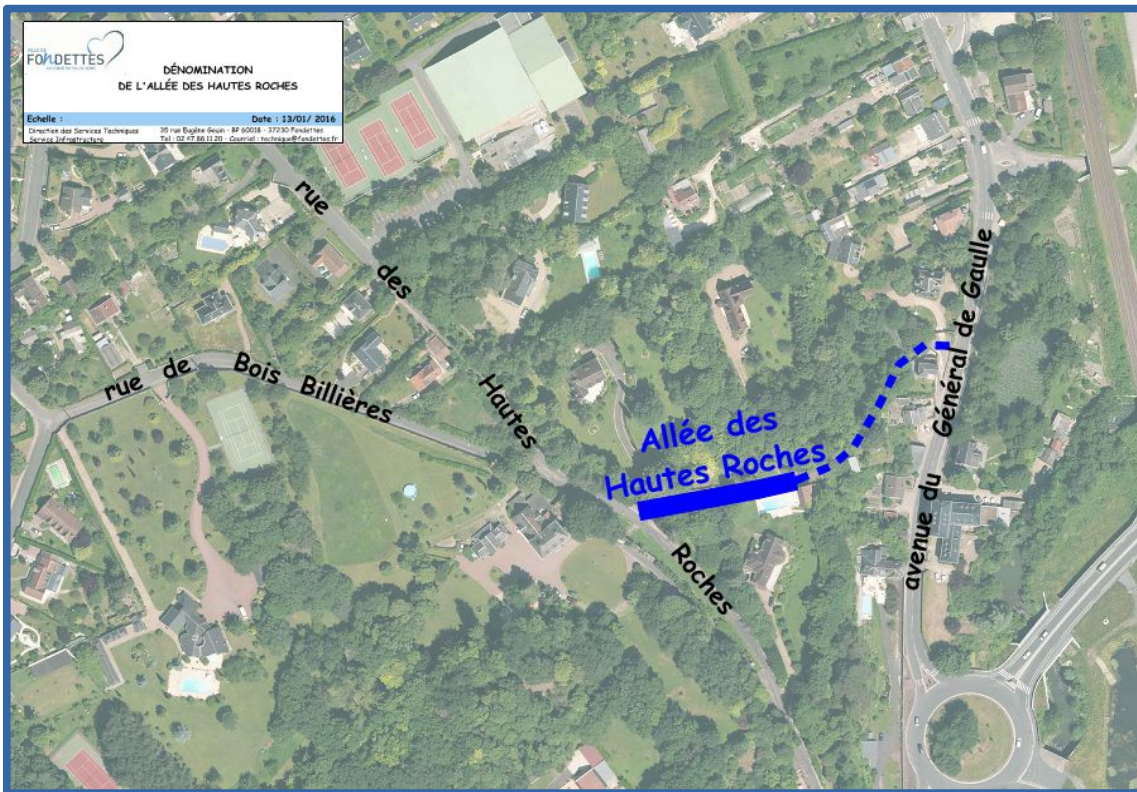 VILLE DE
FONDETTES
DÉNOMINATION
DE L'ALLÉE DES HAUTES ROCHES
Echelle : Date : 13/01/ 2016
Direction des Services Techniques
Service Infrastructure
35 rue Eugène Gouin - BP 60018 - 37230 Fondettes
Tel : 02.47.88.11.20 - Courriel : technique@fondettes.fr
rue des Hautes Roches
rue de Bois Billières
Allée des
Hautes Roches
avenue du Général de Gaulle